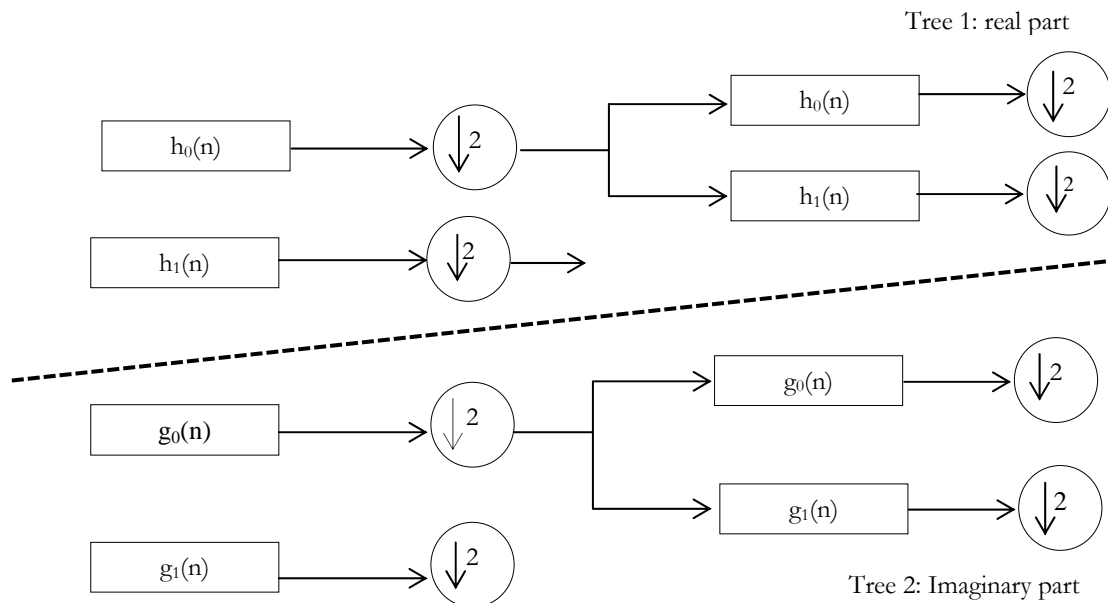 Tree 1: real part
h₀(n)
2
h₀(n)
2
h₁(n)
2
h₁(n)
2
g₀(n)
2
g₀(n)
2
g₁(n)
2
g₁(n)
2
Tree 2: Imaginary part